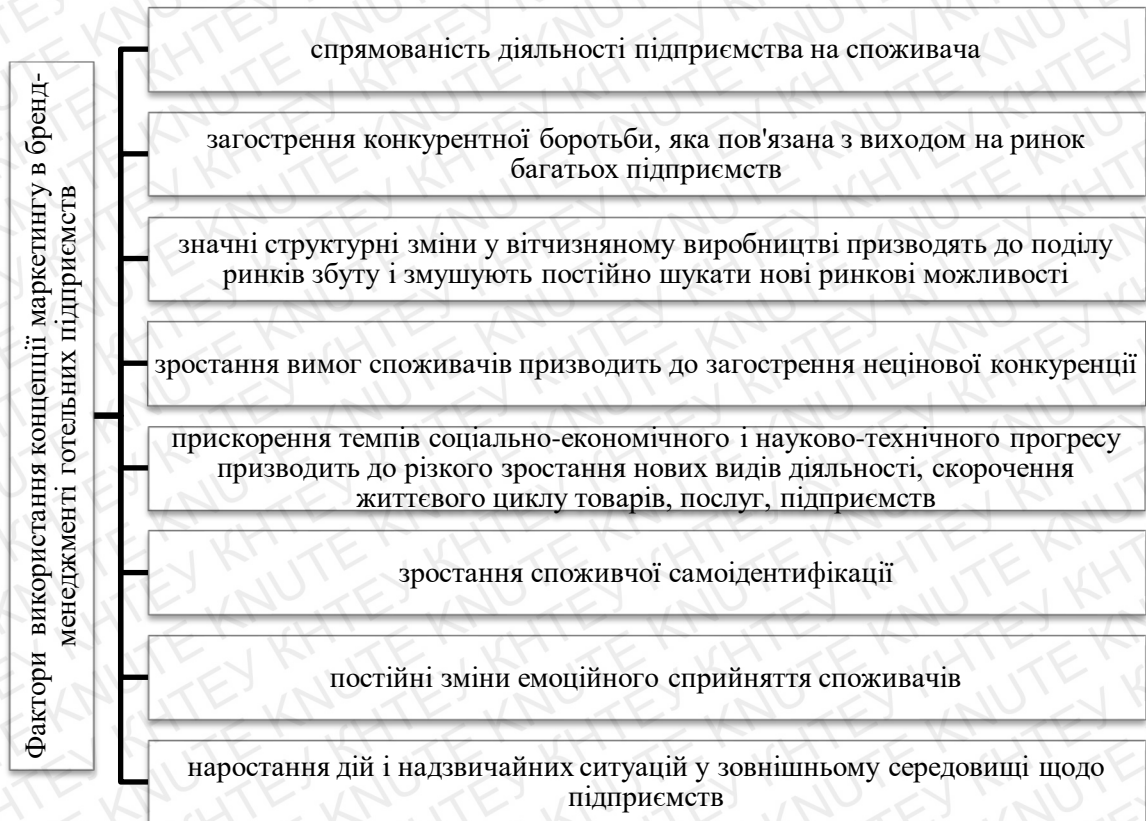 Фактори використання концепції маркетингу в бренд-
менеджменті готельних підприємств
спрямованість діяльності підприємства на споживача
загострення конкурентної боротьби, яка пов'язана з виходом на ринок
багатьох підприємств
значні структурні зміни у вітчизняному виробництві призводять до поділу
ринків збуту і змушують постійно шукати нові ринкові можливості
зростання вимог споживачів призводить до загострення нецінової конкуренції
прискорення темпів соціально-економічного і науково-технічного прогресу
призводить до різкого зростання нових видів діяльності, скорочення
життєвого циклу товарів, послуг, підприємств
зростання споживчої самоідентифікації
постійні зміни емоційного сприйняття споживачів
наростання дій і надзвичайних ситуацій у зовнішньому середовищі щодо
підприємств